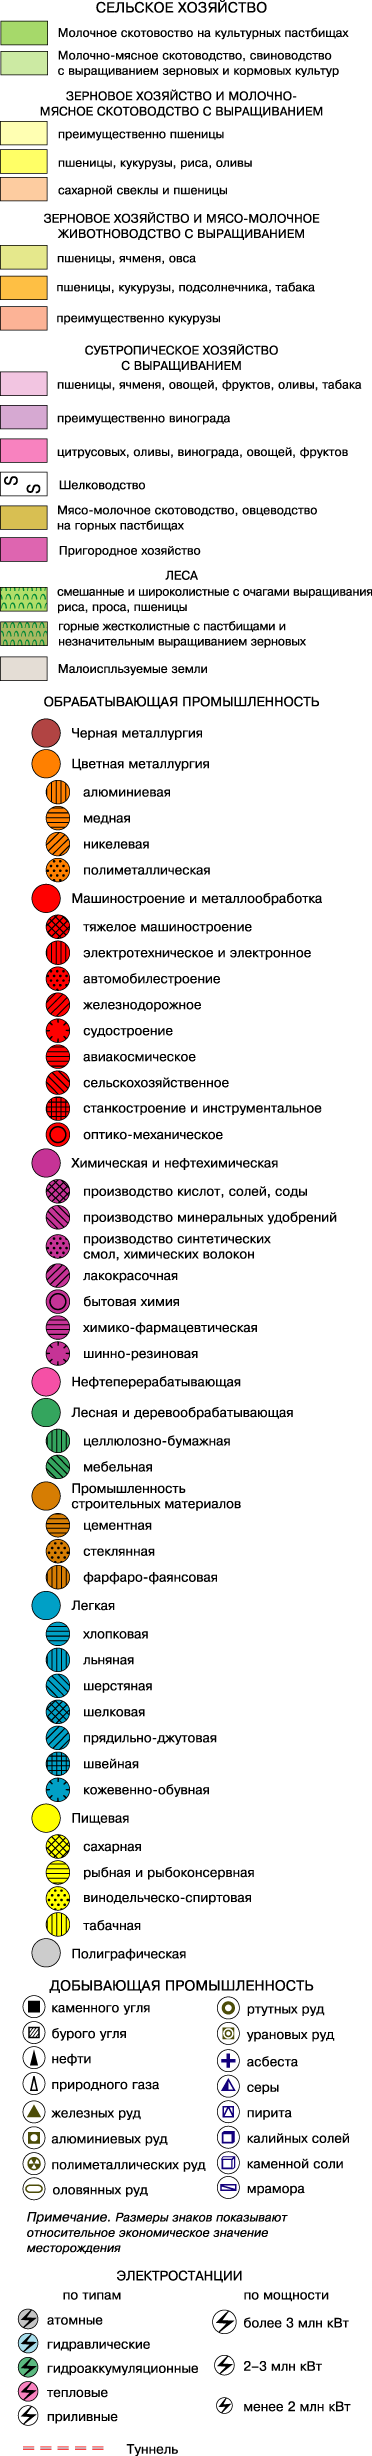 СЕЛЬСКОЕ ХОЗЯЙСТВО
Молочное скотовоство на культурных пастбищах
Молочно-мясное скотоводство, свиноводство
с выращиванием зерновых и кормовых культур
ЗЕРНОВОЕ ХОЗЯЙСТВО И МОЛОЧНО-
МЯСНОЕ СКОТОВОДСТВО С ВЫРАЩИВАНИЕМ
преимущественно пшеницы
пшеницы, кукурузы, риса, оливы
сахарной свеклы и пшеницы
ЗЕРНОВОЕ ХОЗЯЙСТВО И МЯСО-МОЛОЧНОЕ
ЖИВОТНОВОДСТВО С ВЫРАЩИВАНИЕМ
пшеницы, ячменя, овса
пшеницы, кукурузы, подсолнечника, табака
преимущественно кукурузы
СУБТРОПИЧЕСКОЕ ХОЗЯЙСТВО
С ВЫРАЩИВАНИЕМ
пшеницы, ячменя, овощей, фруктов, оливы, табака
преимущественно винограда
цитрусовых, оливы, винограда, овощей, фруктов
S S Шелководство
Мясо-молочное скотоводство, овцеводство
на горных пастбищах
Пригородное хозяйство
ЛЕСА
смешанные и широколистные с очагами выращивания
риса, проса, пшеницы
горные жестколистные с пастбищами и
незначительным выращиванием зерновых
Малоиспльзуемые земли
ОБРАБАТЫВАЮЩАЯ ПРОМЫШЛЕННОСТЬ
Черная металлургия
Цветная металлургия
алюминиевая
медная
никелевая
полиметаллическая
Машиностроение и металлообработка
тяжелое машиностроение
электротехническое и электронное
автомобилестроение
железнодорожное
судостроение
авиакосмическое
сельскохозяйственное
станкостроение и инструментальное
оптико-механическое
Химическая и нефтехимическая
производство кислот, солей, соды
производство минеральных удобрений
производство синтетических
смол, химических волокон
лакокрасочная
бытовая химия
химико-фармацевтическая
шинно-резиновая
Нефтеперерабатывающая
Лесная и деревообрабатывающая
целлюлозно-бумажная
мебельная
Промышленность
строительных материалов
цементная
стеклянная
фарфаро-фаянсовая
Легкая
хлопковая
льняная
шерстяная
шелковая
прядильно-джутовая
швейная
кожевенно-обувная
Пищевая
сахарная
рыбная и рыбоконсервная
винодельческо-спиртовая
табачная
Полиграфическая
ДОБЫВАЮЩАЯ ПРОМЫШЛЕННОСТЬ
каменного угля
бурого угля
нефти
природного газа
железных руд
алюминиевых руд
полиметаллических руд
оловянных руд
ртутных руд
урановых руд
асбеста
серы
пирита
калийных солей
каменной соли
мрамора
Примечание. Размеры знаков показывают
относительное экономическое значение
месторождения
ЭЛЕКТРОСТАНЦИИ
по типам
атомные
гидравлические
гидроаккумуляционные
тепловые
приливные
по мощности
более 3 млн кВт
2–3 млн кВт
менее 2 млн кВт
Туннель